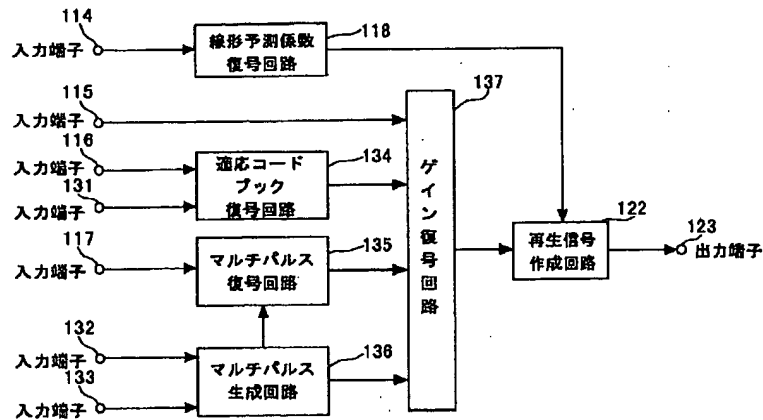 114
入力端子
線形予測係数
復号回路
118
115
入力端子
137
116
入力端子
131
入力端子
適応コード
ブック
復号回路
134
ゲイン復号回路
122
再生信号
作成回路
123
出力端子
117
入力端子
マルチパルス
復号回路
135
132
入力端子
133
入力端子
マルチパルス
生成回路
136